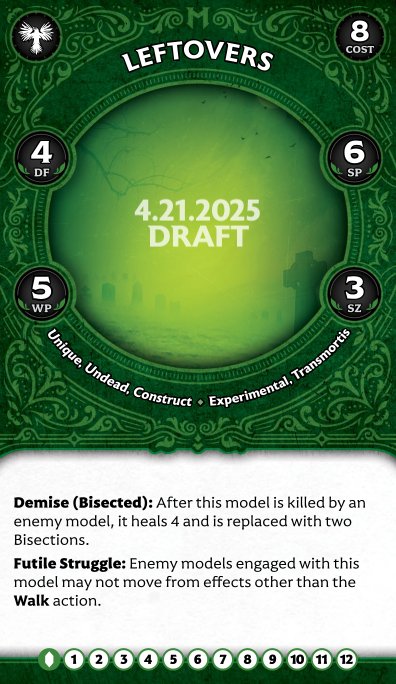 M
8
COST
LEFTOVERS
4
DF
6
SP
4.21.2025
DRAFT
5
WP
3
SZ
Unique, Undead, Construct ◆ Experimental, Transmortis
Demise (Bisected): After this model is killed by an
enemy model, it heals 4 and is replaced with two
Bisections.
Futile Struggle: Enemy models engaged with this
model may not move from effects other than the
Walk action.
1 2 3 4 5 6 7 8 9 10 11 12